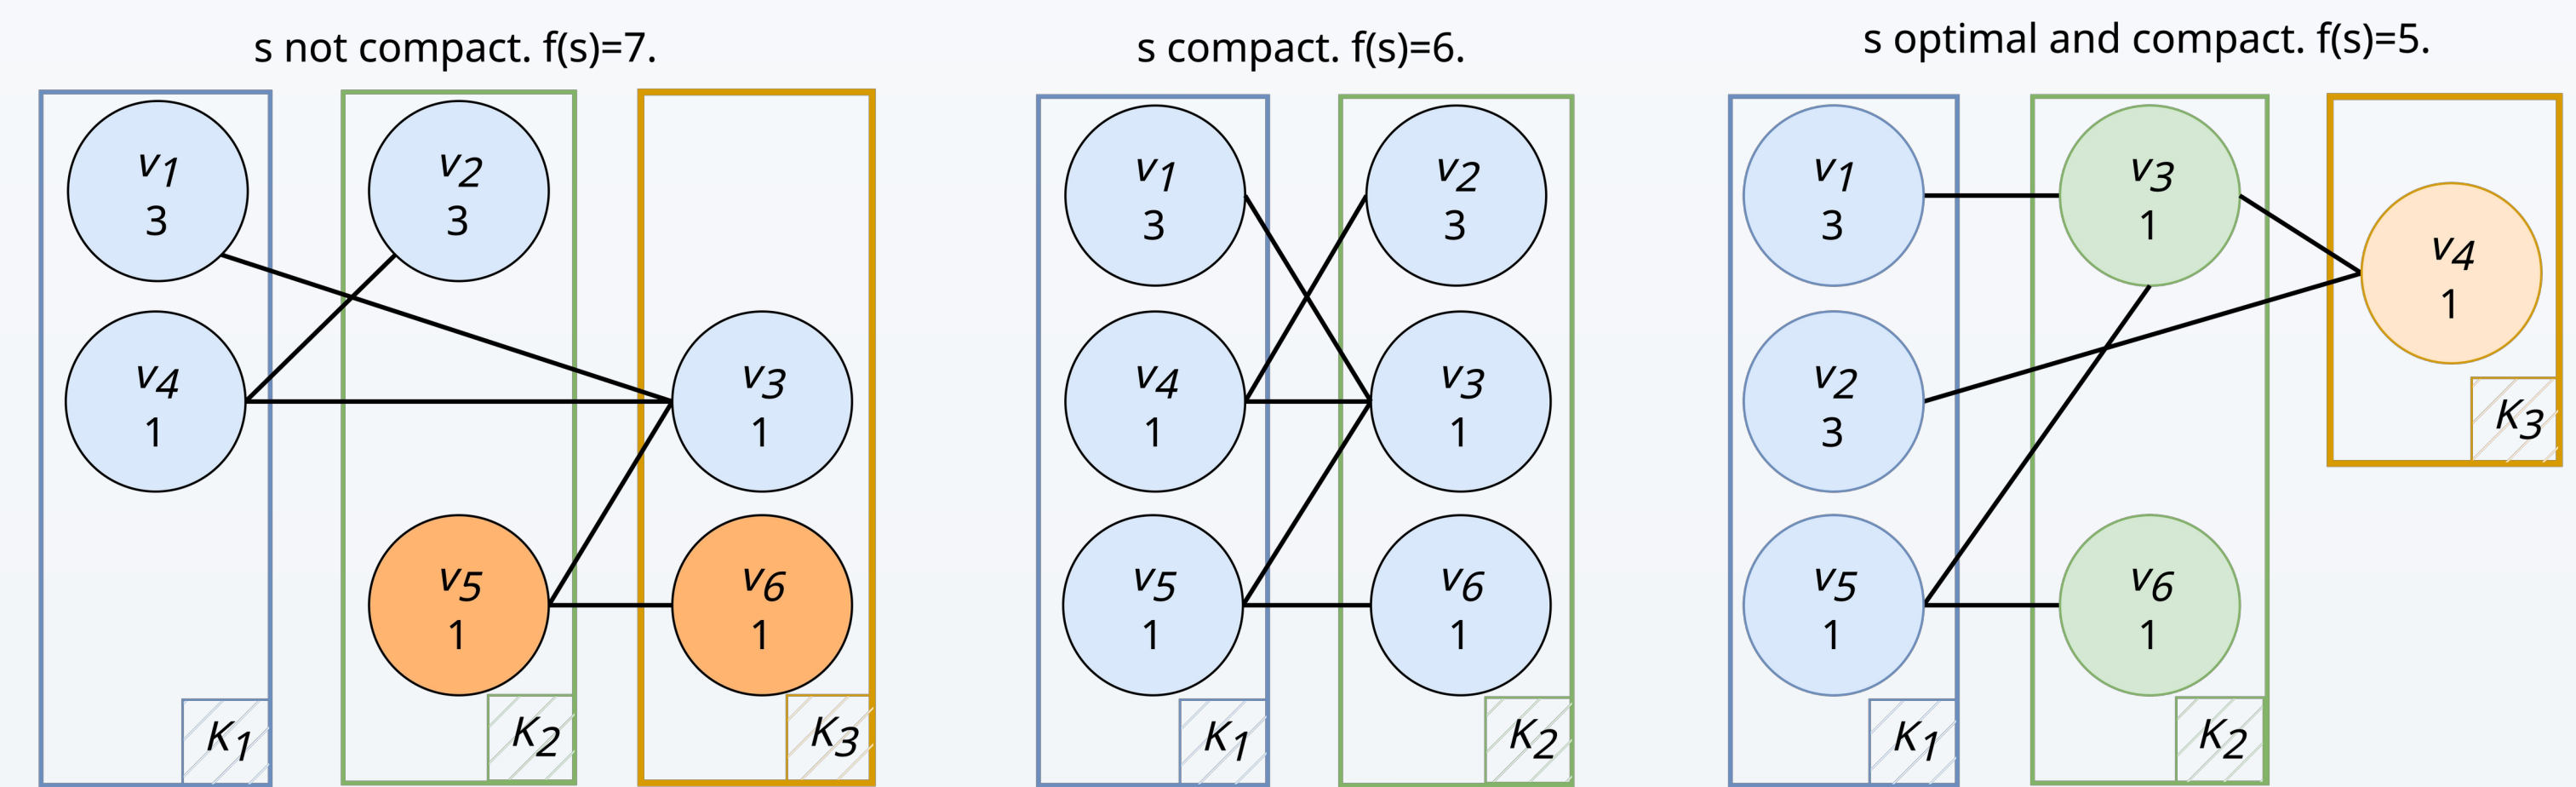 s not compact. f(s)=7.
v1
3
v2
3
v4
1
v3
1
v5
1
v6
1
K1
K2
K3
s compact. f(s)=6.
v1
3
v2
3
v4
1
v3
1
v5
1
v6
1
K1
K2
s optimal and compact. f(s)=5.
v1
3
v3
1
v4
1
v2
3
K3
v5
1
v6
1
K1
K2